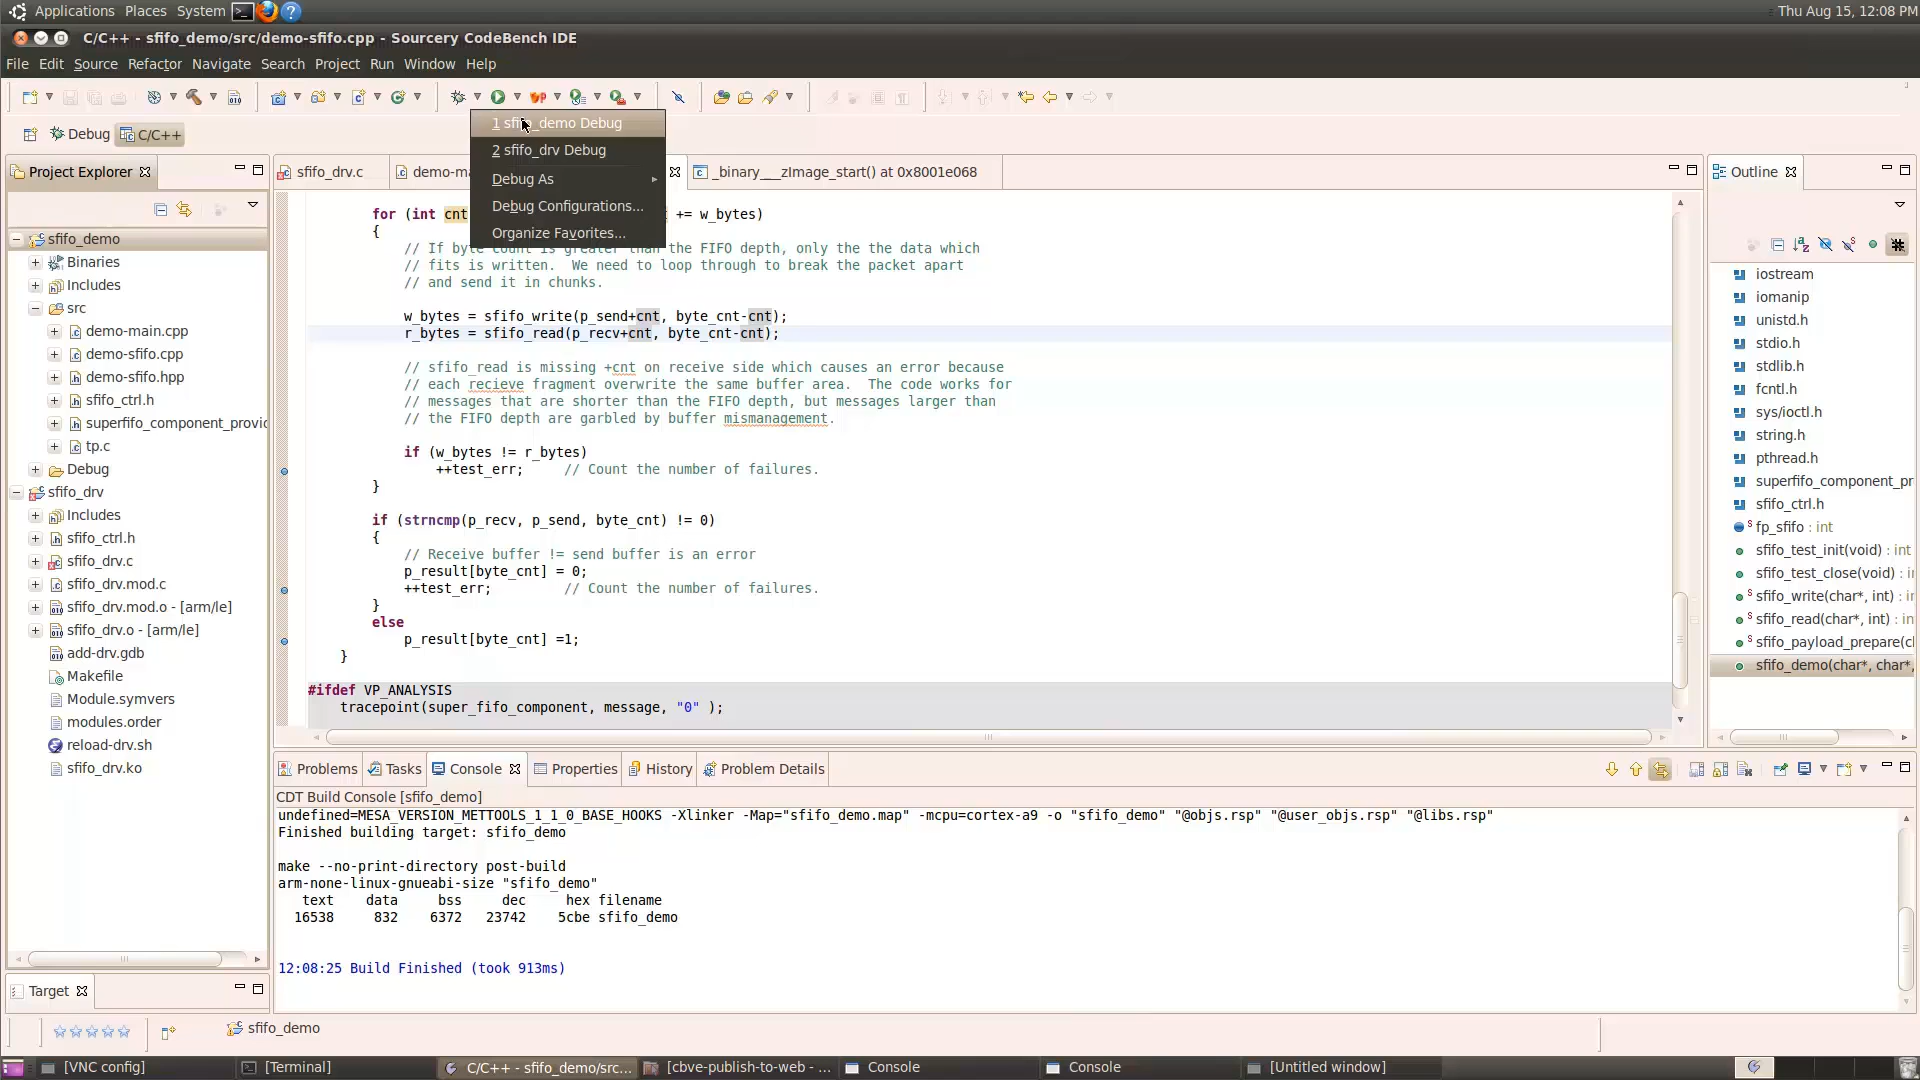 Applications Places System
Thu Aug 15, 12:08 PM
C/C++ - sfifo_demo/src/demo-sfifo.cpp - Sourcery CodeBench IDE
File Edit Source Refactor Navigate Search Project Run Window Help
Debug C/C++
1 sfifo_demo Debug
2 sfifo_drv Debug
Debug As
Debug Configurations...
Organize Favorites...
Project Explorer
sfifo_demo
Binaries
Includes
src
demo-main.cpp
demo-sfifo.cpp
demo-sfifo.hpp
sfifo_ctrl.h
superfifo_component_provid
tp.c
Debug
sfifo_drv
Includes
sfifo_ctrl.h
sfifo_drv.c
sfifo_drv.mod.c
sfifo_drv.mod.o - [arm/le]
sfifo_drv.o - [arm/le]
add-drv.gdb
Makefile
Module.symvers
modules.order
reload-drv.sh
sfifo_drv.ko
Target
sfifo_drv.c
demo-ma
_binary___zImage_start() at 0x8001e068
for (int cnt += w_bytes)
{
// If byte count is greater than the FIFO depth, only the the data which
// fits is written.  We need to loop through to break the packet apart
// and send it in chunks.
w_bytes = sfifo_write(p_send+cnt, byte_cnt-cnt);
r_bytes = sfifo_read(p_recv+cnt, byte_cnt-cnt);
// sfifo_read is missing +cnt on receive side which causes an error because
// each recieve fragment overwrite the same buffer area.  The code works for
// messages that are shorter than the FIFO depth, but messages larger than
// the FIFO depth are garbled by buffer mismanagement.
if (w_bytes != r_bytes)
++test_err;     // Count the number of failures.
}
if (strncmp(p_recv, p_send, byte_cnt) != 0)
{
// Receive buffer != send buffer is an error
p_result[byte_cnt] = 0;
++test_err;         // Count the number of failures.
}
else
p_result[byte_cnt] =1;
}
#ifdef VP_ANALYSIS
tracepoint(super_fifo_component, message, "0" );
Outline
iostream
iomanip
unistd.h
stdio.h
stdlib.h
fcntl.h
sys/ioctl.h
string.h
pthread.h
superfifo_component_pr
sfifo_ctrl.h
fp_sfifo : int
sfifo_test_init(void) : in
sfifo_test_close(void) : in
sfifo_write(char*, int) : in
sfifo_read(char*, int) : in
sfifo_payload_prepare(cl
sfifo_demo(char*, char*,
Problems Tasks Console Properties History Problem Details
CDT Build Console [sfifo_demo]
undefined=MESA_VERSION_METTOOLS_1_1_0_BASE_HOOKS -Xlinker -Map="sfifo_demo.map" -mcpu=cortex-a9 -o "sfifo_demo" "@objs.rsp" "@user_objs.rsp" "@libs.rsp"
Finished building target: sfifo_demo
make --no-print-directory post-build
arm-none-linux-gnueabi-size "sfifo_demo"
text data bss dec hex filename
16538 832 6372 23742 5cbe sfifo_demo
12:08:25 Build Finished (took 913ms)
sfifo_demo
[VNC config]
[Terminal]
C/C++ - sfifo_demo/src...
[cbve-publish-to-web - ...
Console
Console
[Untitled window]